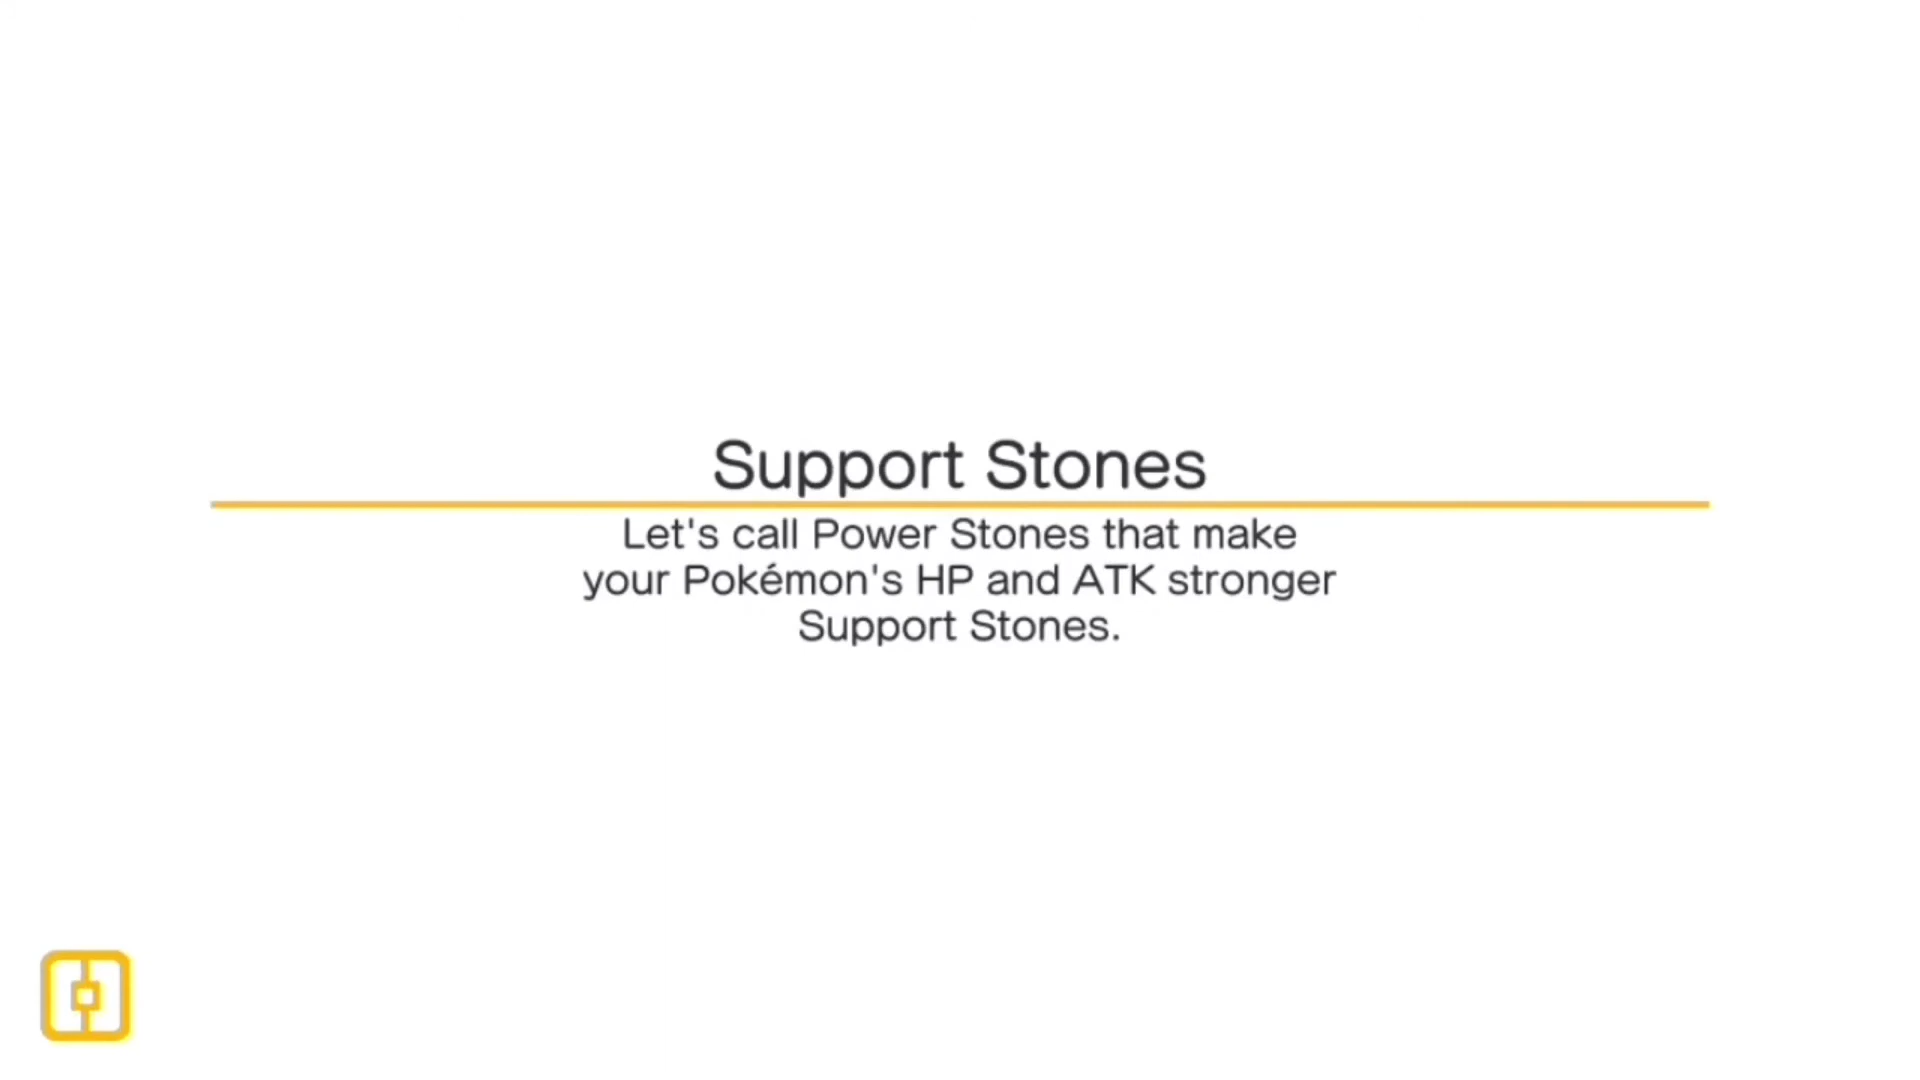 Support Stones
Let's call Power Stones that make
your Pokémon's HP and ATK stronger
Support Stones.